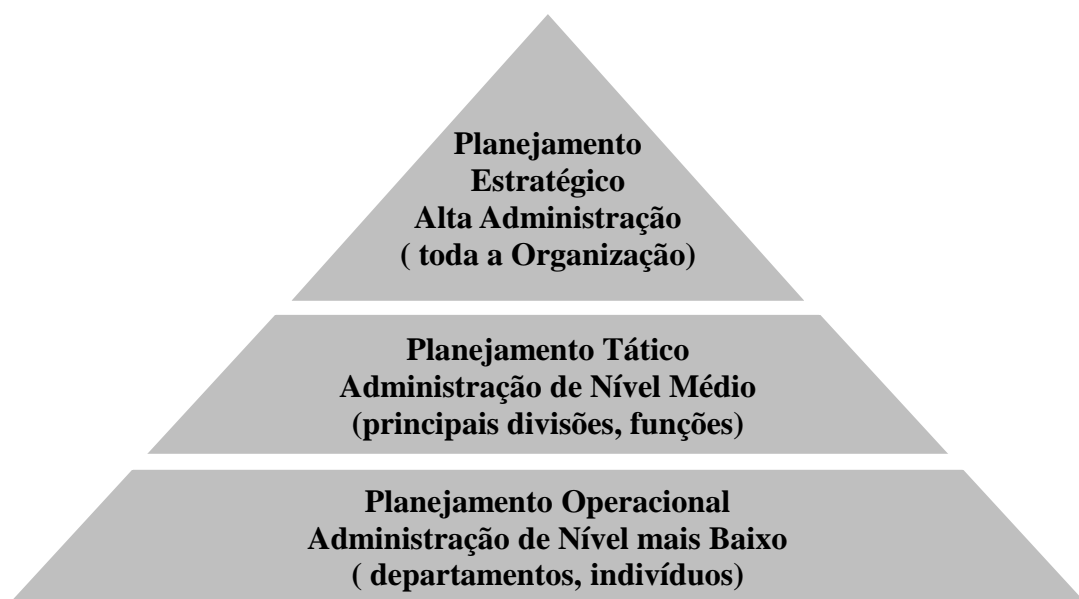 Planejamento
Estratégico
Alta Administração
( toda a Organização)
Planejamento Tático
Administração de Nível Médio
(principais divisões, funções)
Planejamento Operacional
Administração de Nível mais Baixo
( departamentos, indivíduos)